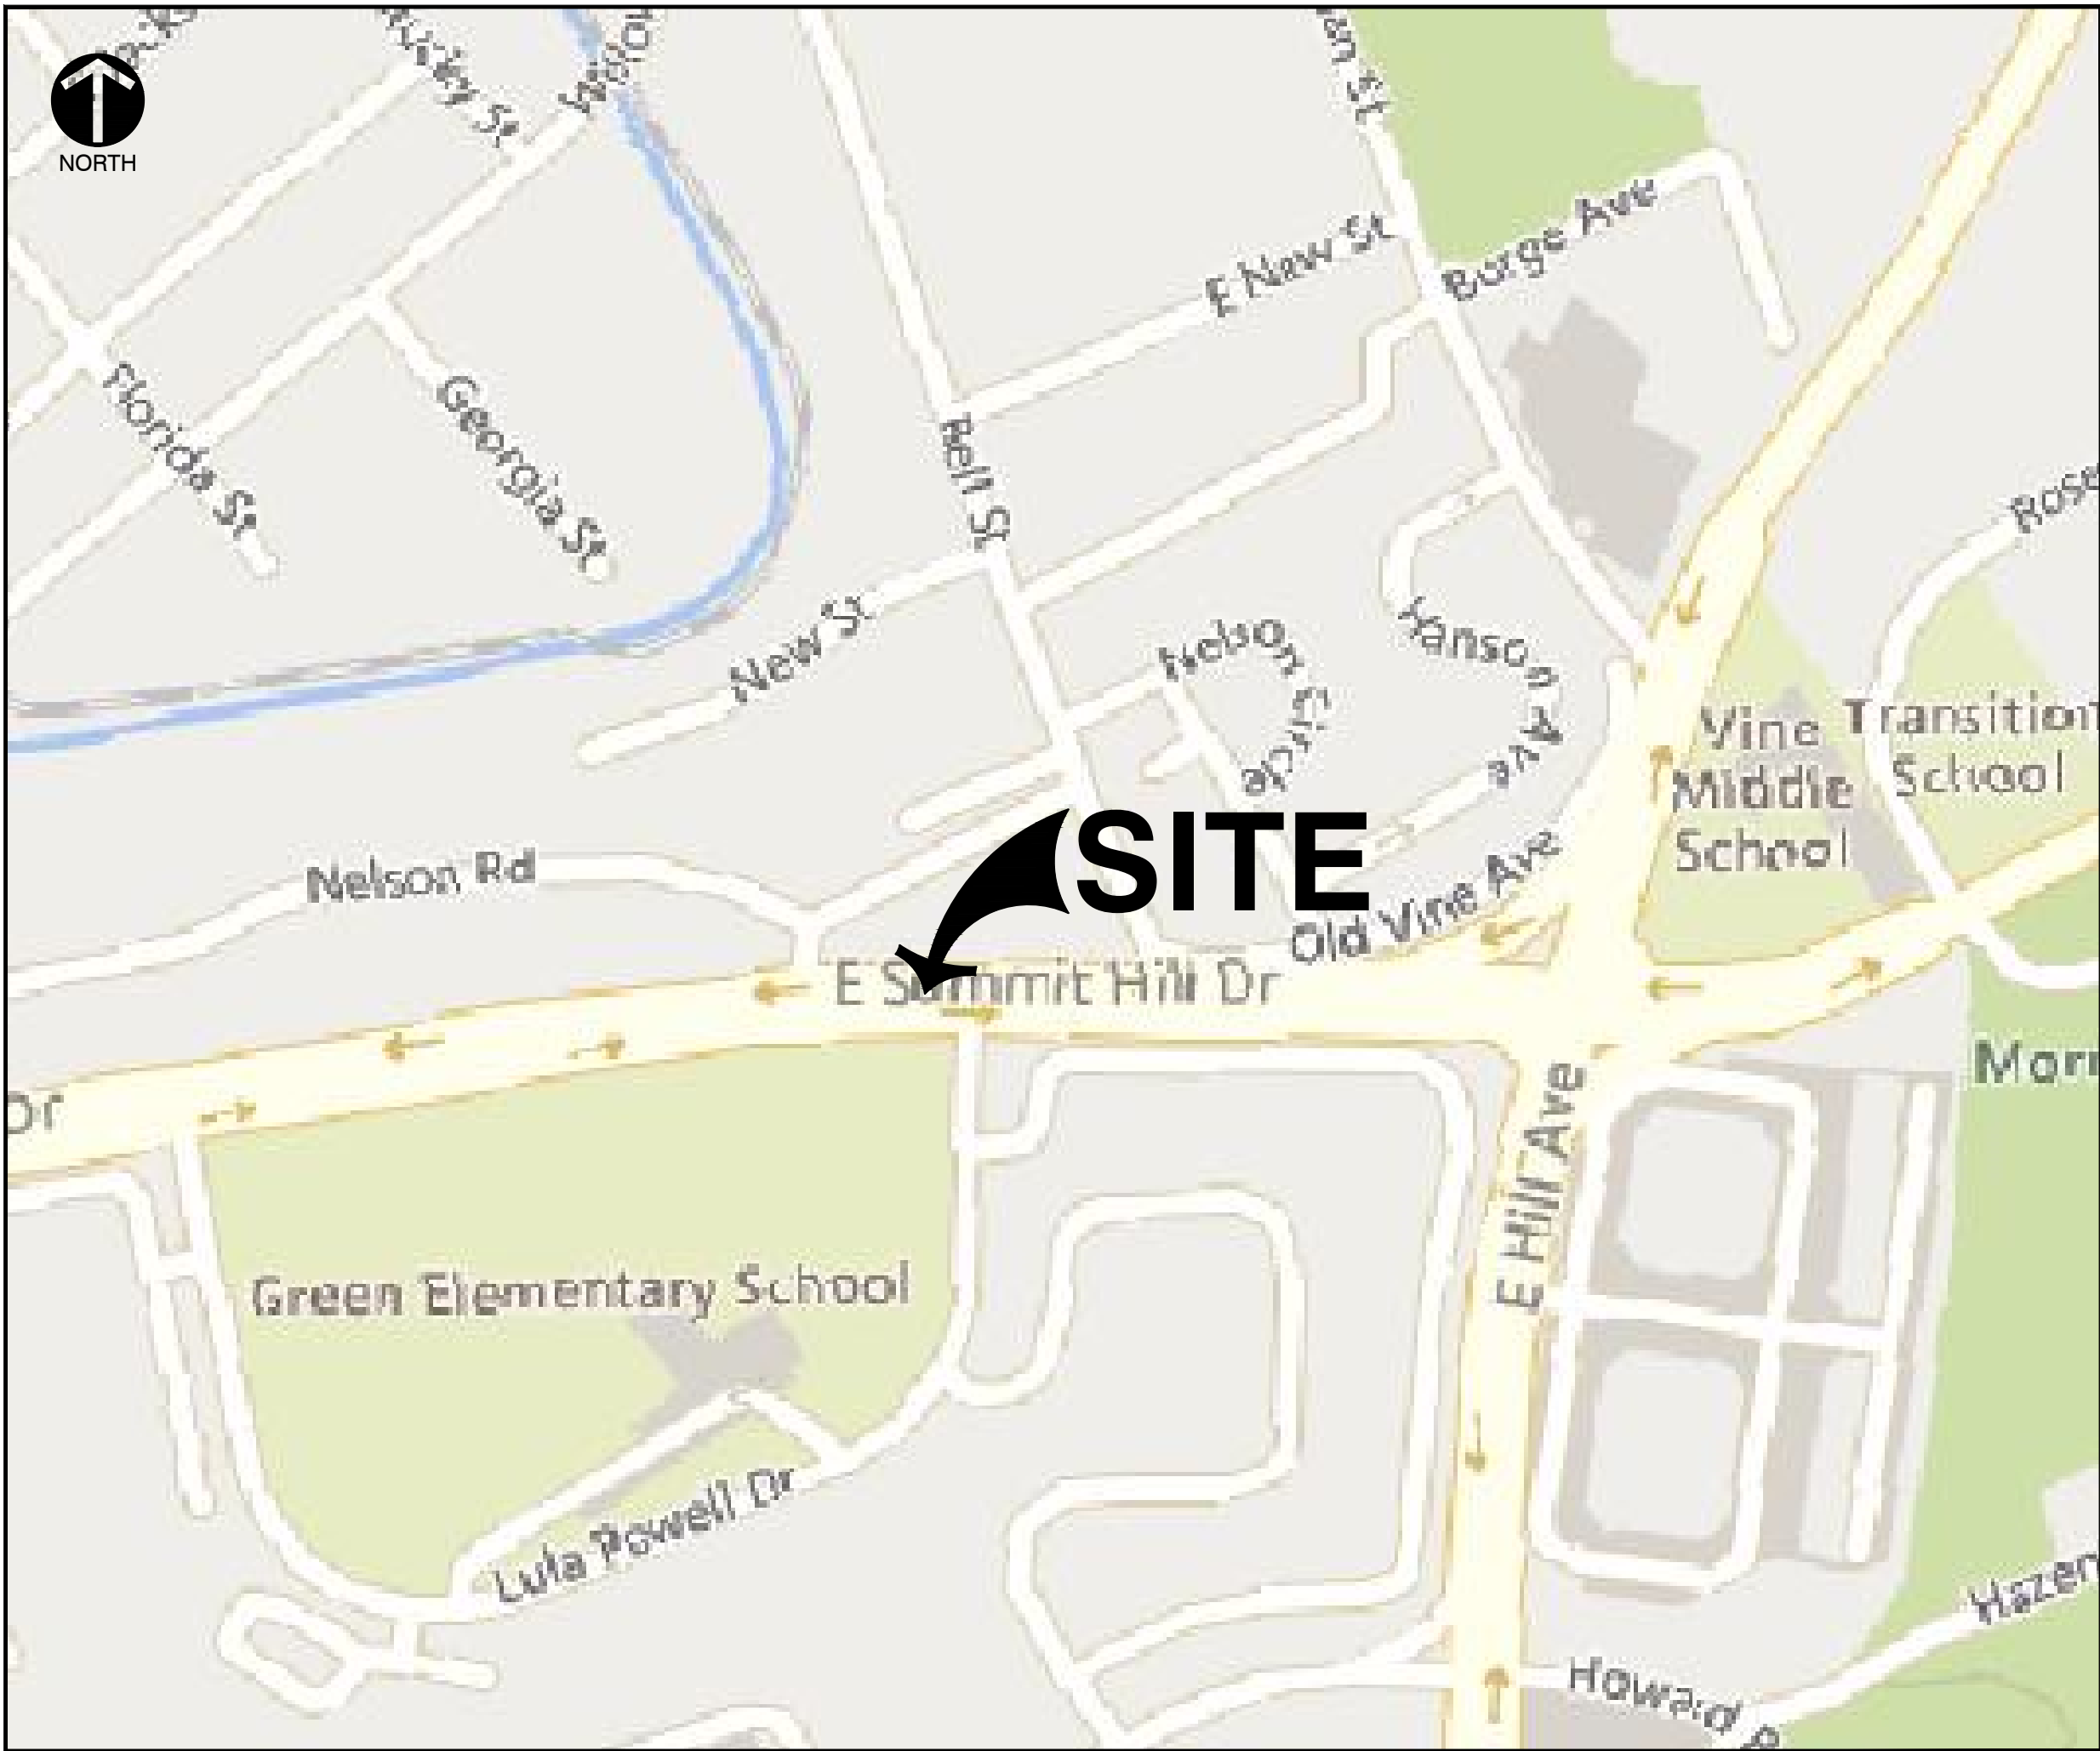 NORTH
E New St
Burge Ave
Florida St
Georgia St
Bell St
New St
Nelson Circle
Hanson Ave
Vine
Middle
School
Transition
School
Nelson Rd
SITE
Old Vine Ave
E Summit Hill Dr
Dr
E Hill Ave
Green Elementary School
Lula Powell Dr
Howard